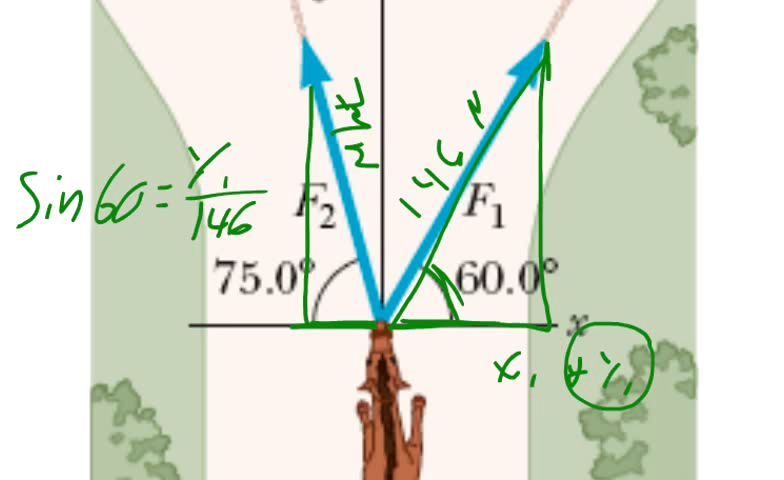 146 N
Sin 60 = Y₁/146
F₂
F₁
75.0°
60.0°
x
x₁
Y₁